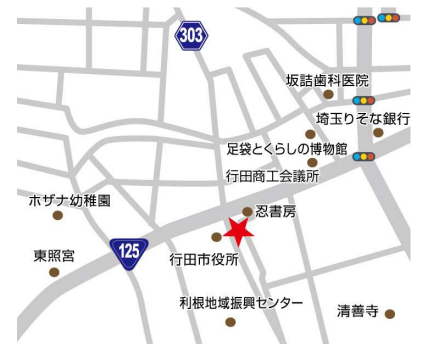 303
坂詰歯科医院
埼玉りそな銀行
足袋とくらしの博物館
行田商工会議所
ホザナ幼稚園
忍書房
125
東照宮
行田市役所
利根地域振興センター
清善寺